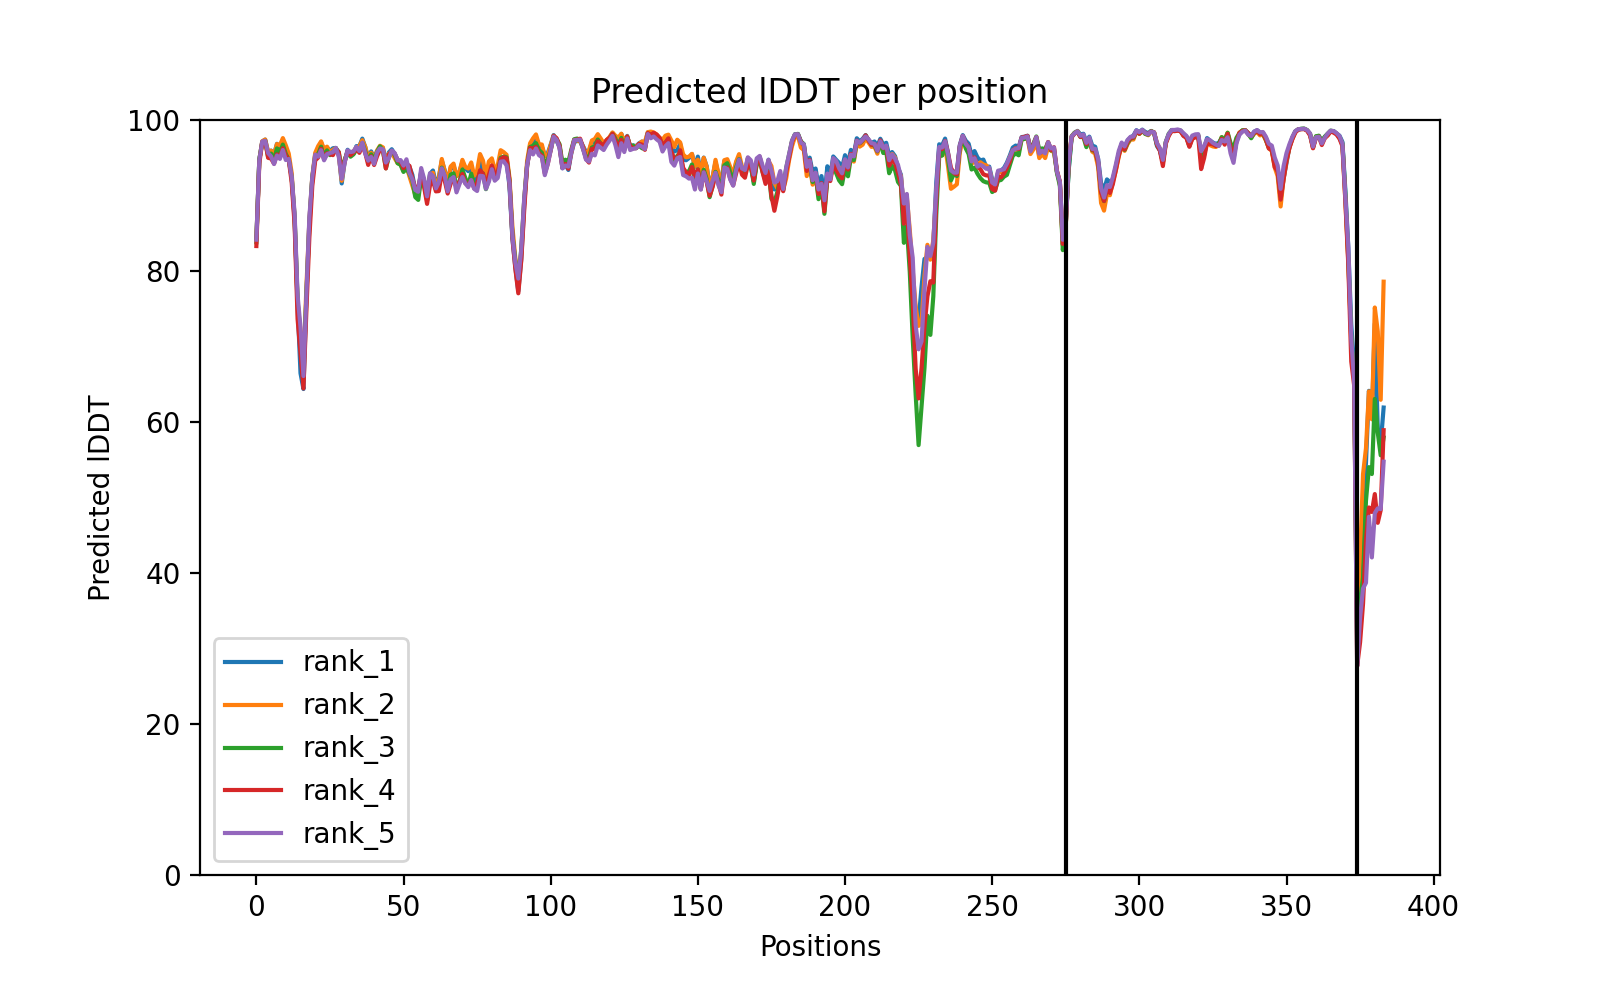 Predicted lDDT per position
100
80
60
40
20
0
Predicted lDDT
rank_1
rank_2
rank_3
rank_4
rank_5
0 50 100 150 200 250 300 350 400
Positions